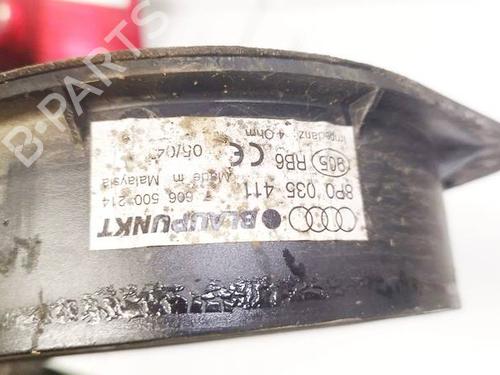 BLAUPUNKT
8P0 035 411
7 606 500 214
905 RB6 CE Made in Malaysia
Impedanz 4 Ohm 05/04
B-PARTS